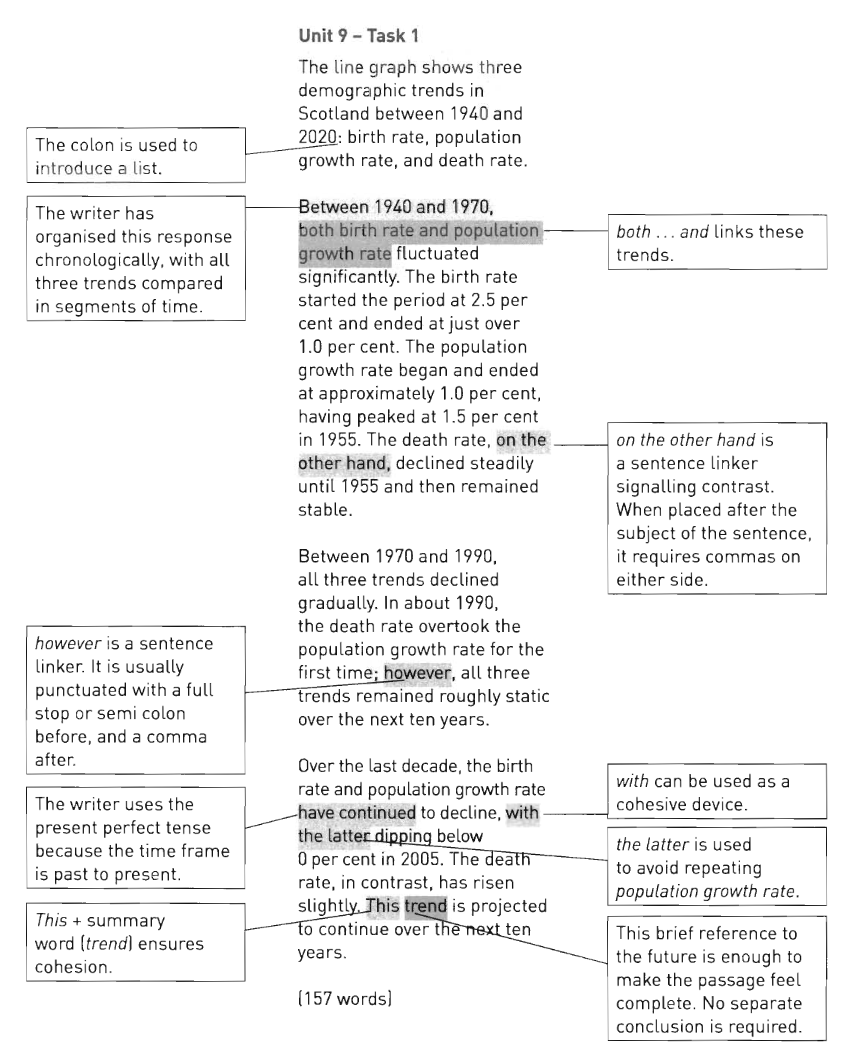 Unit 9 – Task 1
The line graph shows three
demographic trends in
Scotland between 1940 and
2020: birth rate, population
growth rate, and death rate.
The colon is used to
introduce a list.
Between 1940 and 1970,
both birth rate and population
growth rate fluctuated
significantly. The birth rate
started the period at 2.5 per
cent and ended at just over
1.0 per cent. The population
growth rate began and ended
at approximately 1.0 per cent,
having peaked at 1.5 per cent
in 1955. The death rate, on the
other hand, declined steadily
until 1955 and then remained
stable.
The writer has
organised this response
chronologically, with all
three trends compared
in segments of time.
both ... and links these
trends.
on the other hand is
a sentence linker
signalling contrast.
When placed after the
subject of the sentence,
it requires commas on
either side.
Between 1970 and 1990,
all three trends declined
gradually. In about 1990,
the death rate overtook the
population growth rate for the
first time; however, all three
trends remained roughly static
over the next ten years.
however is a sentence
linker. It is usually
punctuated with a full
stop or semi colon
before, and a comma
after.
Over the last decade, the birth
rate and population growth rate
have continued to decline, with
the latter dipping below
0 per cent in 2005. The death
rate, in contrast, has risen
slightly. This trend is projected
to continue over the next ten
years.
The writer uses the
present perfect tense
because the time frame
is past to present.
This + summary
word (trend) ensures
cohesion.
with can be used as a
cohesive device.
the latter is used
to avoid repeating
population growth rate.
This brief reference to
the future is enough to
make the passage feel
complete. No separate
conclusion is required.
(157 words)